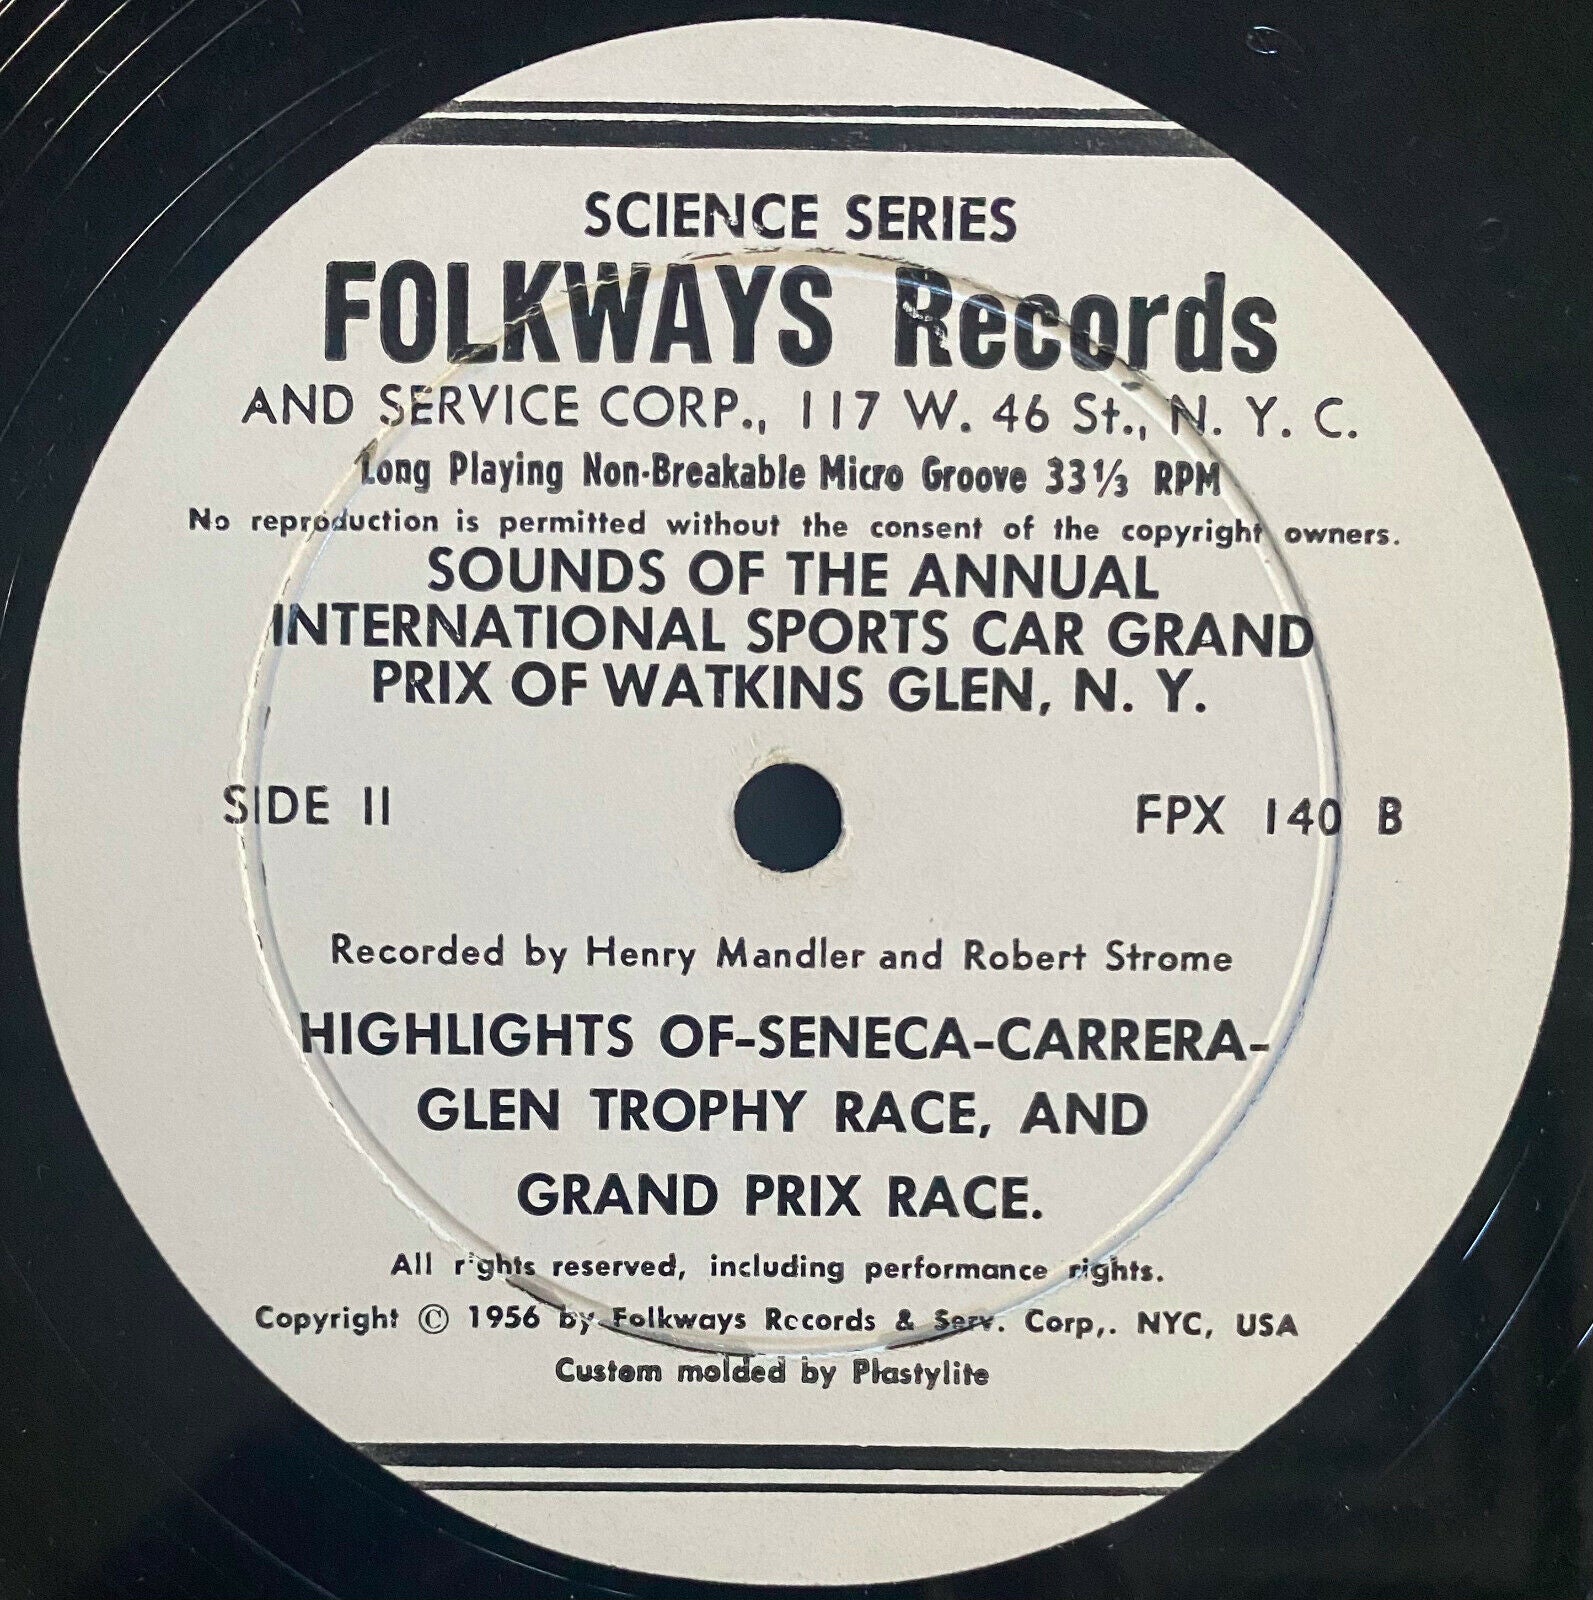 SCIENCE SERIES
FOLKWAYS Records
AND SERVICE CORP., 117 W. 46 St., N. Y. C.
Long Playing Non-Breakable Micro Groove 33 1/3 RPM
No reproduction is permitted without the consent of the copyright owners.
SOUNDS OF THE ANNUAL
INTERNATIONAL SPORTS CAR GRAND
PRIX OF WATKINS GLEN, N. Y.
SIDE II FPX 140 B
Recorded by Henry Mandler and Robert Strome
HIGHLIGHTS OF-SENECA-CARRERA-
GLEN TROPHY RACE, AND
GRAND PRIX RACE.
All rights reserved, including performance rights.
Copyright © 1956 by Folkways Records & Serv. Corp,. NYC, USA
Custom molded by Plastylite